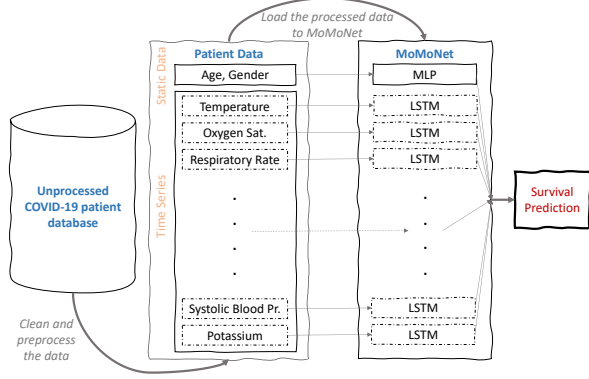 Load the processed data
to MoMoNet
Static Data
Patient Data
MoMoNet
Age, Gender
MLP
Time Series
Temperature
LSTM
Oxygen Sat.
LSTM
Respiratory Rate
LSTM
Unprocessed
COVID-19 patient
database
Survival
Prediction
Systolic Blood Pr.
LSTM
Potassium
LSTM
Clean and
preprocess
the data